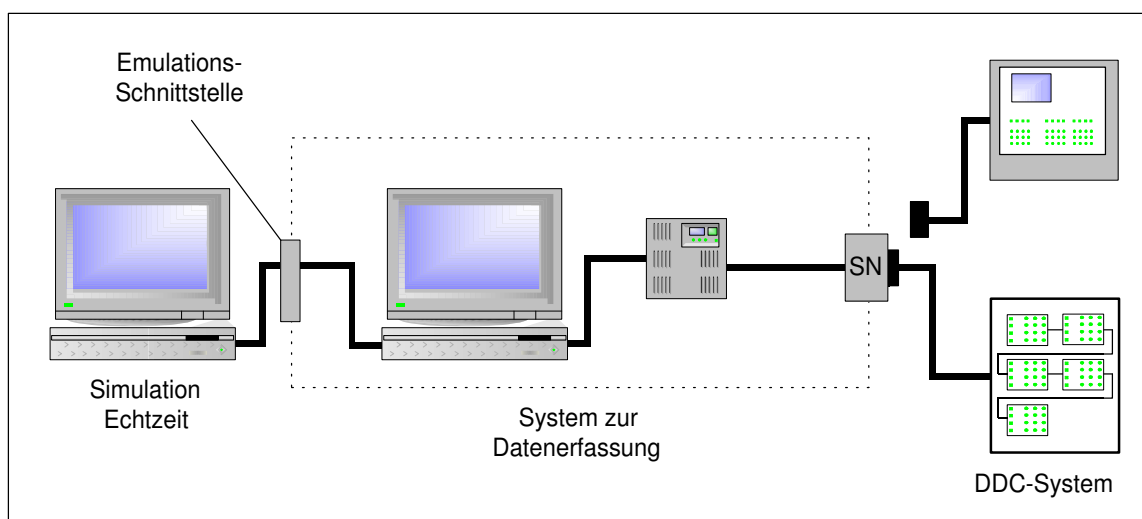 Emulations-
Schnittstelle
SN
Simulation
Echtzeit
System zur
Datenerfassung
DDC-System